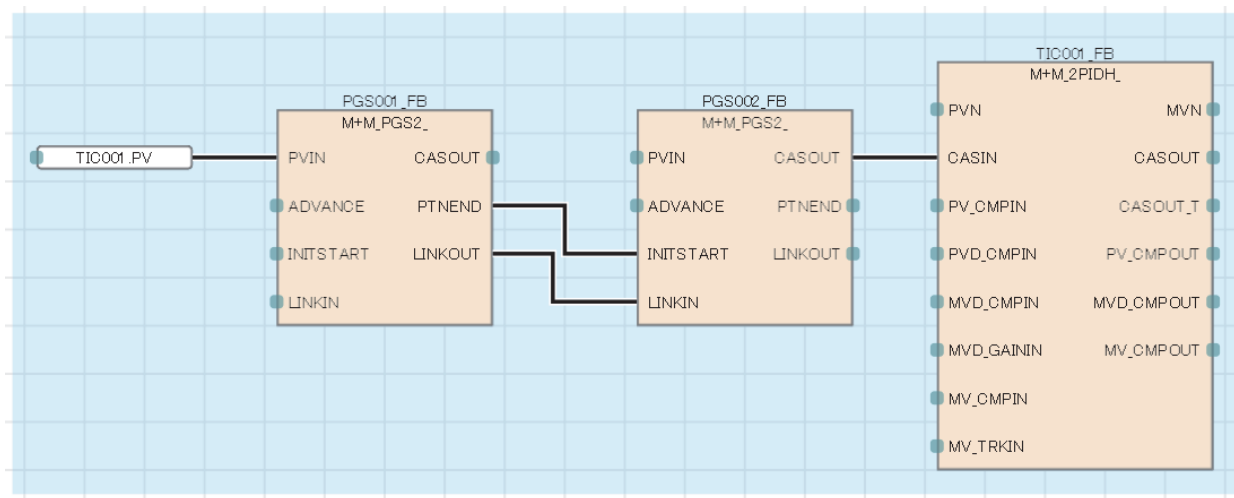 TIC001.PV
PGS001_FB
M+M_PGS2_
PVIN CASOUT
ADVANCE PTNEND
INITSTART LINKOUT
LINKIN
PGS002_FB
M+M_PGS2_
PVIN CASOUT
ADVANCE PTNEND
INITSTART LINKOUT
LINKIN
TIC001_FB
M+M_2PIDH_
PVN MVN
CASIN CASOUT
PV_CMPIN CASOUT_T
PVD_CMPIN PV_CMPOUT
MVD_CMPIN MVD_CMPOUT
MVD_GAININ MV_CMPOUT
MV_CMPIN
MV_TRKIN